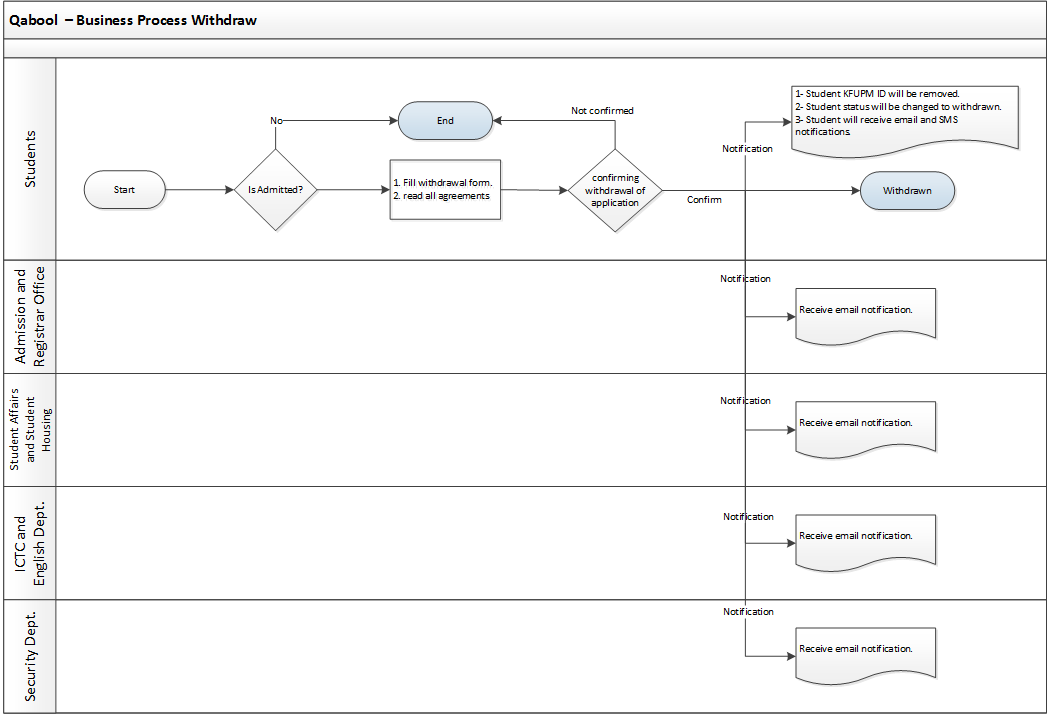 Qabool – Business Process Withdraw
Students
Start
Is Admitted?
No
End
1. Fill withdrawal form.
2. read all agreements
Not confirmed
confirming
withdrawal of
application
Confirm
Notification
1- Student KFUPM ID will be removed.
2- Student status will be changed to withdrawn.
3- Student will receive email and SMS
notifications.
Withdrawn
Admission and
Registrar Office
Notification
Receive email notification.
Student Affairs
and Student
Housing
Notification
Receive email notification.
ICTC and
English Dept.
Notification
Receive email notification.
Security Dept.
Notification
Receive email notification.